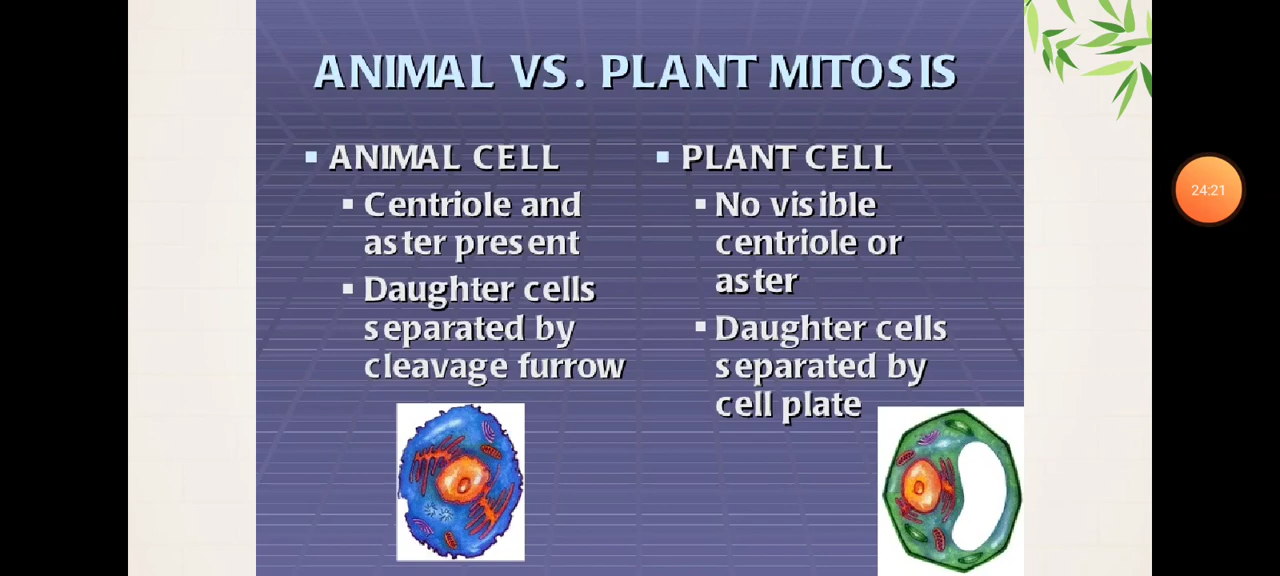 ANIMAL VS. PLANT MITOSIS
ANIMAL CELL
Centriole and
aster present
Daughter cells
separated by
cleavage furrow
PLANT CELL
No visible
centriole or
aster
Daughter cells
separated by
cell plate
24:21